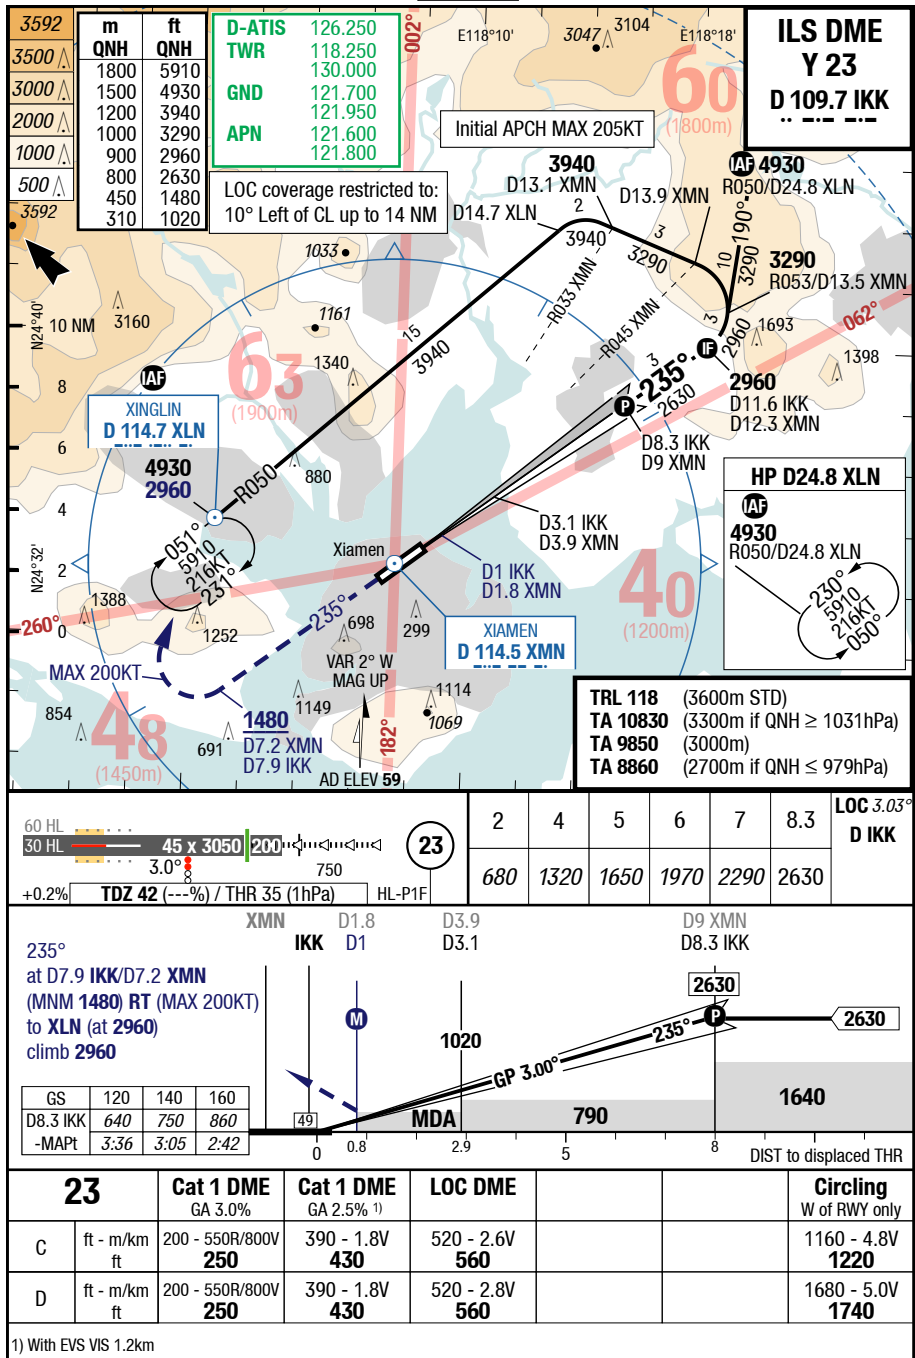 3592
3500
3000
2000
1000
500
3592
m ft
QNH QNH
1800 5910
1500 4930
1200 3940
1000 3290
900 2960
800 2630
450 1480
310 1020
D-ATIS 126.250
TWR 118.250
130.000
GND 121.700
121.950
APN 121.600
121.800
LOC coverage restricted to:
10° Left of CL up to 14 NM
002°
E118°10'
3047
3104
E118°18'
60
(1800m)
ILS DME
Y 23
D 109.7 IKK
Initial APCH MAX 205KT
3940
D13.1 XMN
D14.7 XLN
2
3940
D13.9 XMN
3
3290
IAF 4930
R050/D24.8 XLN
190°
10
3290
3290
R053/D13.5 XMN
3
2960
R033 XMN
R045 XMN
062°
1693
1398
1033
1161
1340
3160
N24°40'
10 NM
8
6
4
2
0
N24°32'
63
(1900m)
15
3940
IAF
XINGLIN
D 114.7 XLN
4930
2960
R050
880
051°
5910
216KT
231°
3
235°
2630
IF
2960
D11.6 IKK
D12.3 XMN
P
D8.3 IKK
D9 XMN
D3.1 IKK
D3.9 XMN
D1 IKK
D1.8 XMN
Xiamen
XIAMEN
D 114.5 XMN
40
(1200m)
HP D24.8 XLN
IAF
4930
R050/D24.8 XLN
230°
5910
216KT
050°
1388
260°
1252
235°
698
299
VAR 2° W
MAG UP
MAX 200KT
1480
D7.2 XMN
D7.9 IKK
1149
1114
1069
182°
AD ELEV 59
854
48
(1450m)
691
TRL 118 (3600m STD)
TA 10830 (3300m if QNH ≥ 1031hPa)
TA 9850 (3000m)
TA 8860 (2700m if QNH ≤ 979hPa)
60 HL
30 HL
45 x 3050 200
3.0°
750
23
+0.2% TDZ 42 (---%) / THR 35 (1hPa) HL-P1F
2 4 5 6 7 8.3 LOC 3.03°
D IKK
680 1320 1650 1970 2290 2630
XMN D1.8 D3.9 D9 XMN
IKK D1 D3.1 D8.3 IKK
235°
at D7.9 IKK/D7.2 XMN
(MNM 1480) RT (MAX 200KT)
to XLN (at 2960)
climb 2960
M
2630
P
2630
1020
GP 3.00°
235°
49
MDA
790
1640
0 0.8 2.9 5 8 DIST to displaced THR
GS 120 140 160
D8.3 IKK 640 750 860
-MAPt 3:36 3:05 2:42
23 Cat 1 DME Cat 1 DME LOC DME Circling
GA 3.0% GA 2.5% 1) W of RWY only
C ft - m/km 200 - 550R/800V 390 - 1.8V 520 - 2.6V 1160 - 4.8V
ft 250 430 560 1220
D ft - m/km 200 - 550R/800V 390 - 1.8V 520 - 2.8V 1680 - 5.0V
ft 250 430 560 1740
1) With EVS VIS 1.2km